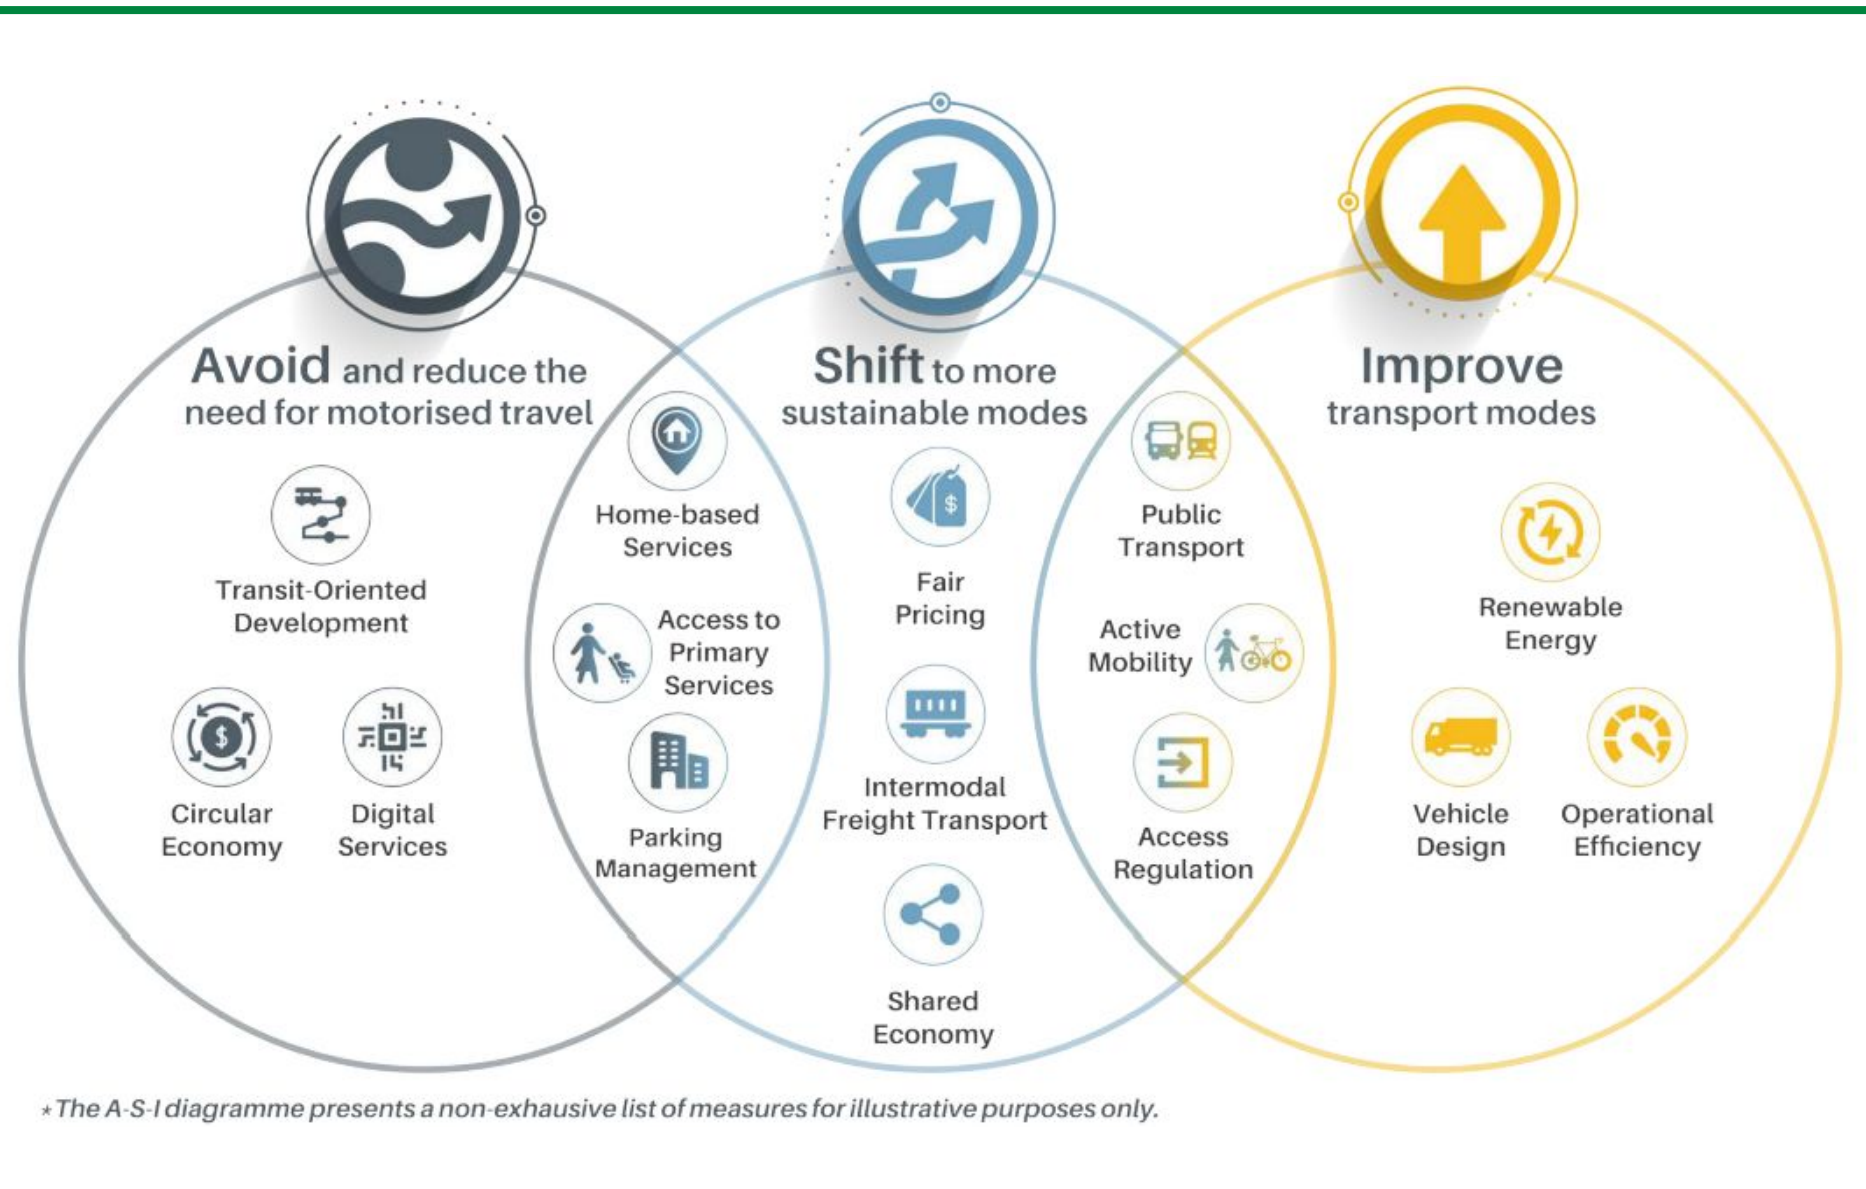 Avoid and reduce the
need for motorised travel
Transit-Oriented
Development
$
Circular
Economy
Digital
Services
Home-based
Services
Access to
Primary
Services
Parking
Management
Shift to more
sustainable modes
$
Fair
Pricing
Intermodal
Freight Transport
Shared
Economy
Public
Transport
Active
Mobility
Access
Regulation
Improve
transport modes
Renewable
Energy
Vehicle
Design
Operational
Efficiency
*The A-S-I diagramme presents a non-exhausive list of measures for illustrative purposes only.